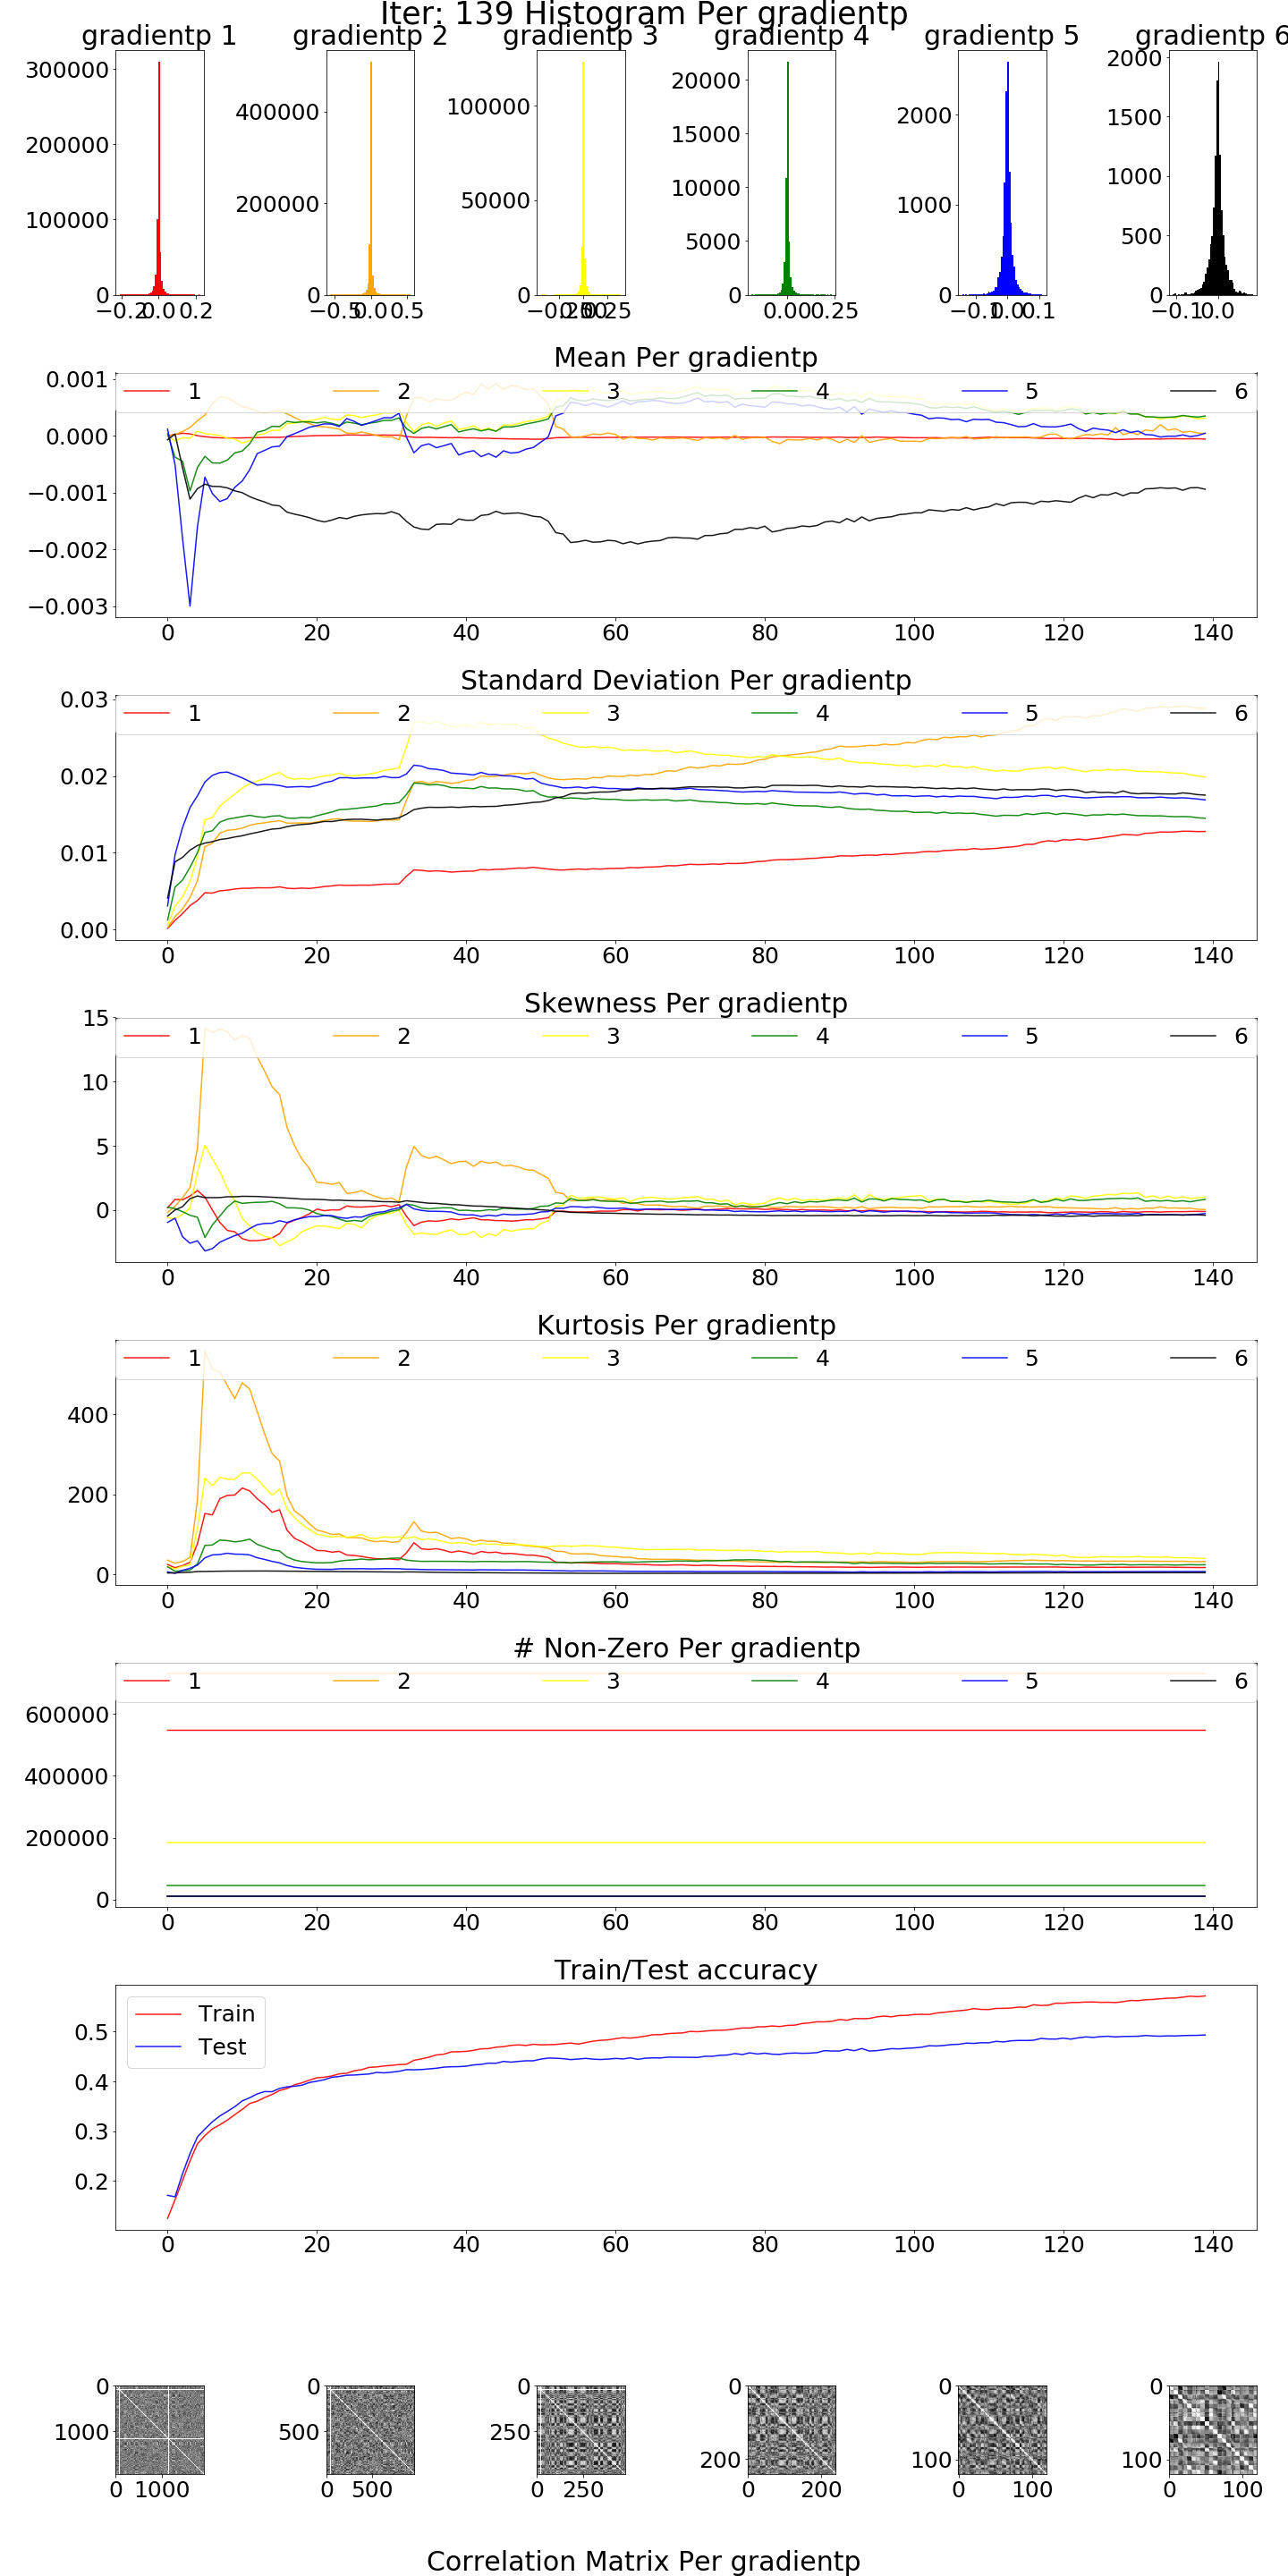 Iter: 139 Histogram Per gradientp
gradientp 1 gradientp 2 gradientp 3 gradientp 4 gradientp 5 gradientp 6
300000
200000
100000
0
−0.2 0.0 0.2
400000
200000
0
−0.5 0.0 0.5
100000
50000
0
−0.25 0.00 0.25
20000
15000
10000
5000
0
0.00 0.25
2000
1000
0
−0.1 0.0 0.1
2000
1500
1000
500
0
−0.1 0.0
Mean Per gradientp
1 2 3 4 5 6
0.001
0.000
−0.001
−0.002
−0.003
0 20 40 60 80 100 120 140
Standard Deviation Per gradientp
1 2 3 4 5 6
0.03
0.02
0.01
0.00
0 20 40 60 80 100 120 140
Skewness Per gradientp
1 2 3 4 5 6
15
10
5
0
0 20 40 60 80 100 120 140
Kurtosis Per gradientp
1 2 3 4 5 6
400
200
0
0 20 40 60 80 100 120 140
# Non-Zero Per gradientp
1 2 3 4 5 6
600000
400000
200000
0
0 20 40 60 80 100 120 140
Train/Test accuracy
Train
Test
0.5
0.4
0.3
0.2
0 20 40 60 80 100 120 140
0
1000
0 1000
0
500
0 500
0
250
0 250
0
200
0 200
0
100
0 100
0
100
0 100
Correlation Matrix Per gradientp